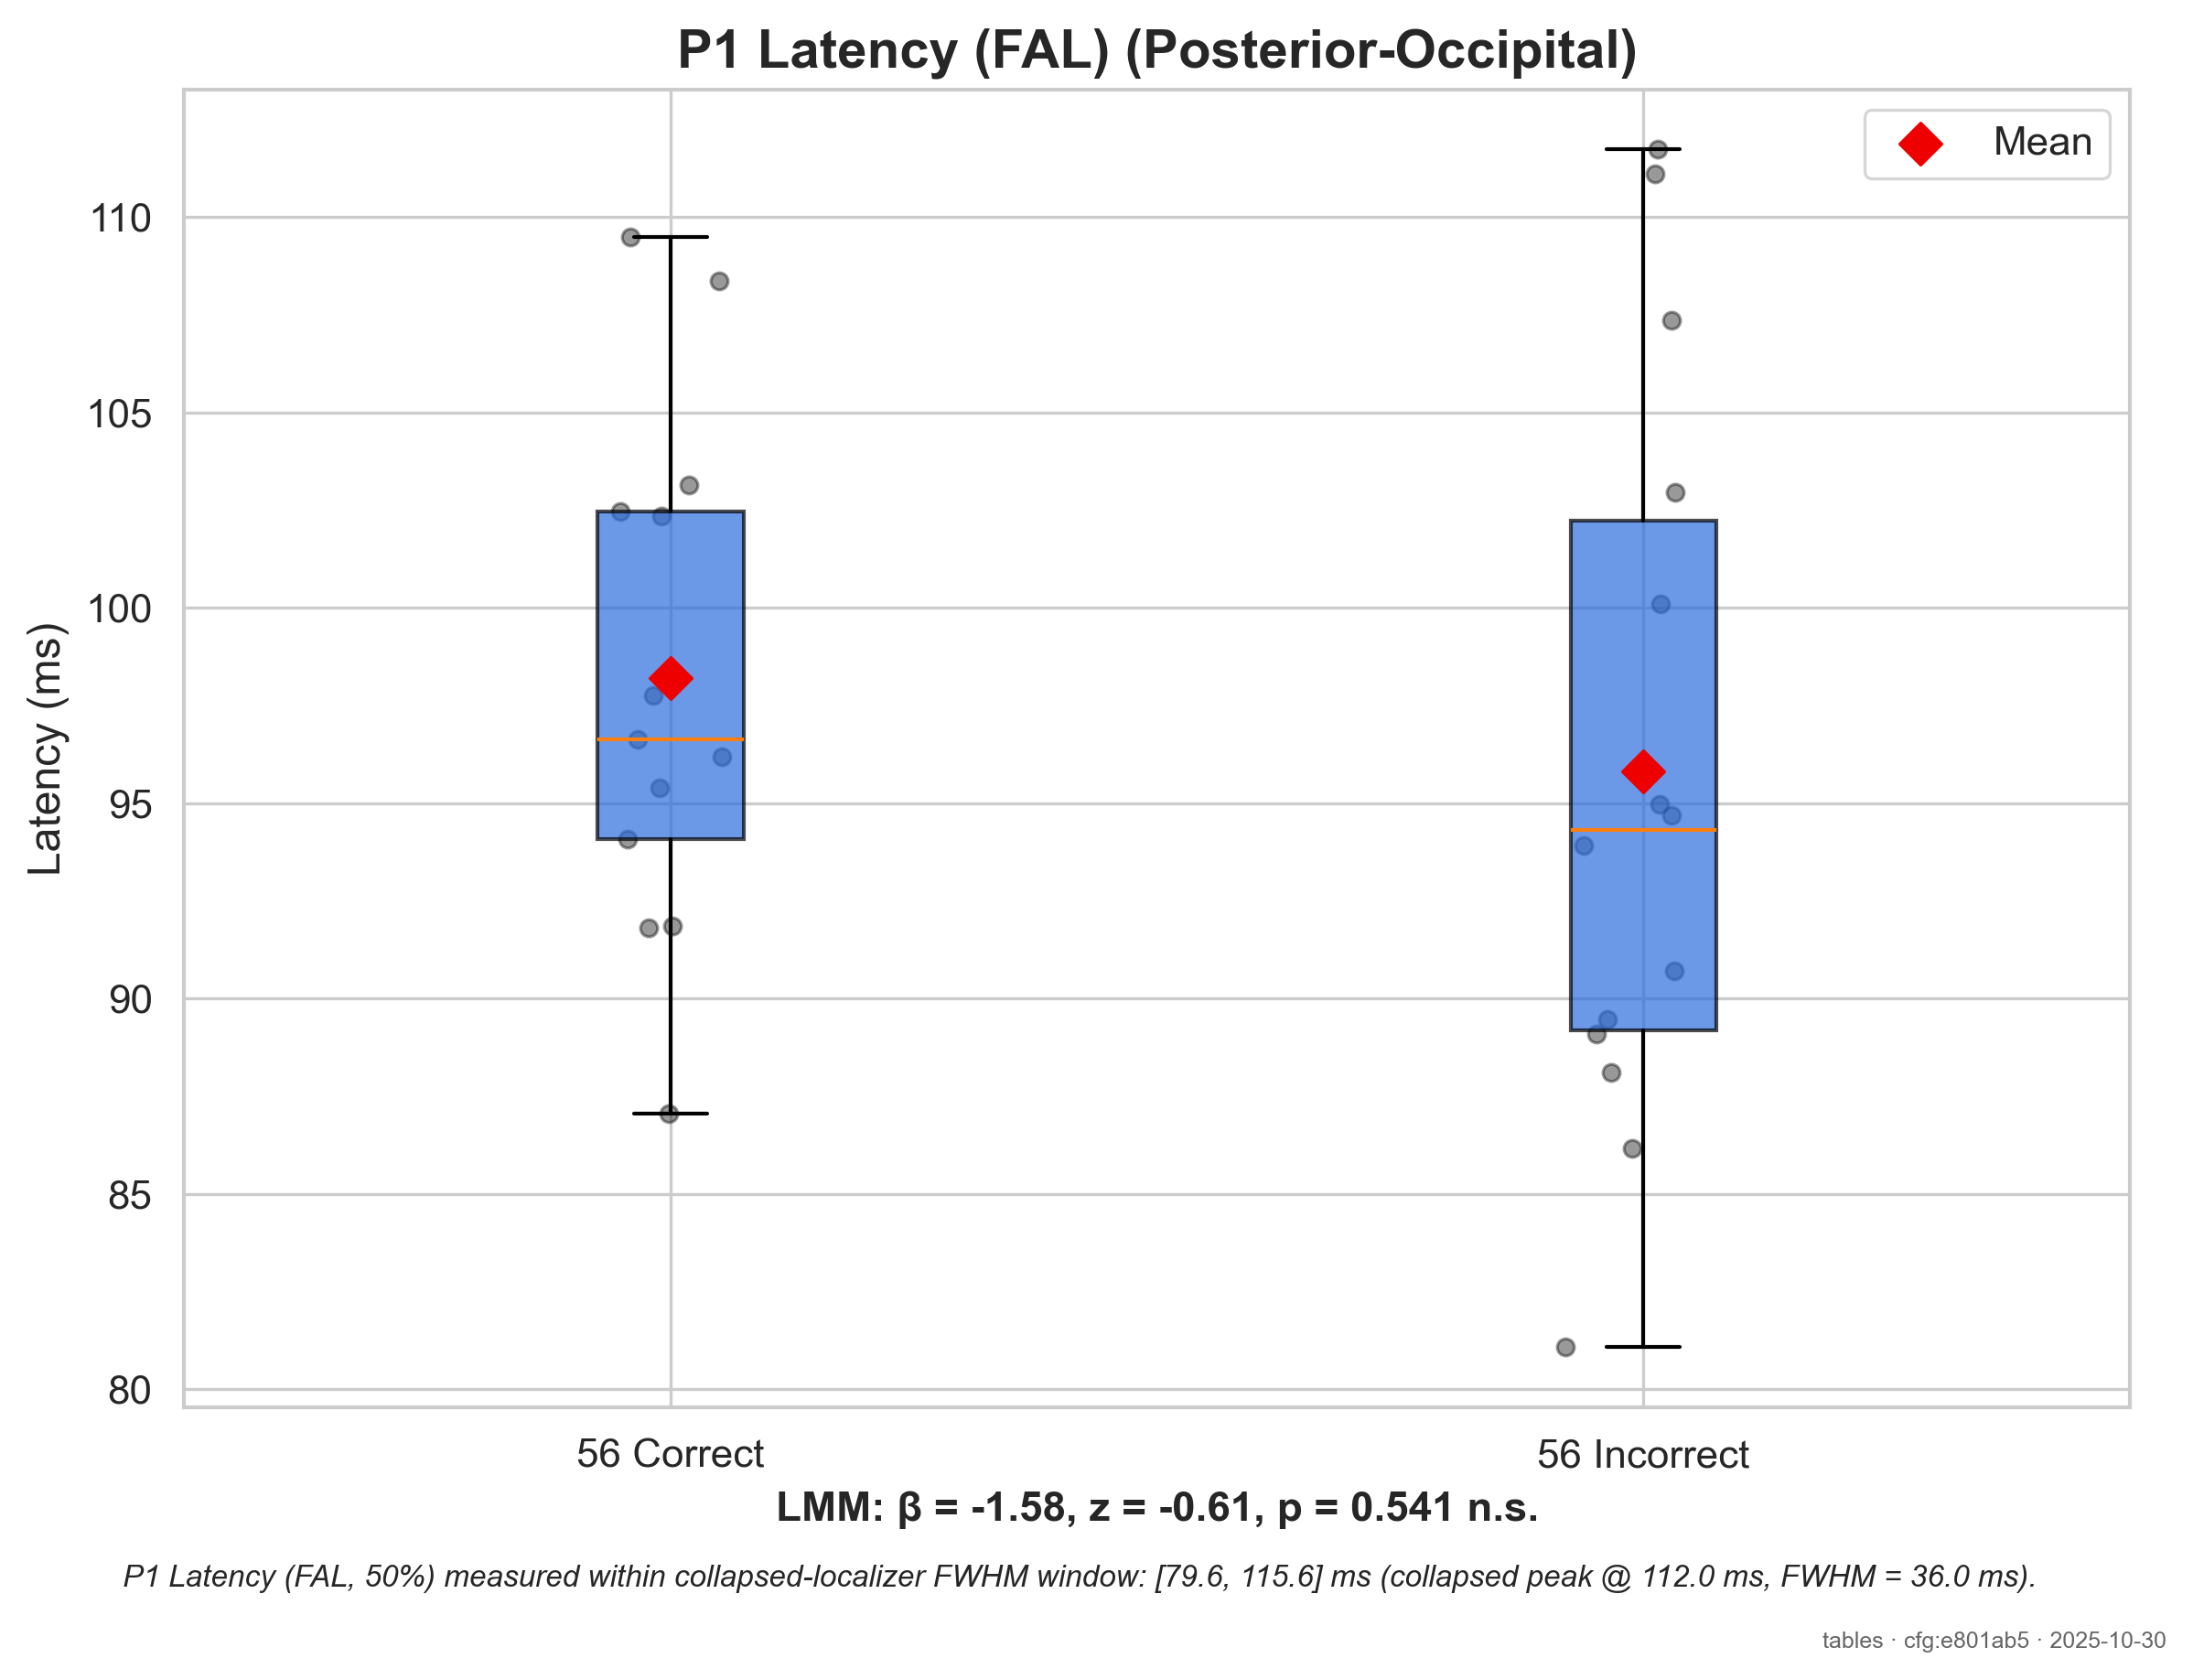 P1 Latency (FAL) (Posterior-Occipital)
Mean
110
105
100
95
90
85
80
Latency (ms)
56 Correct
56 Incorrect
LMM: β = -1.58, z = -0.61, p = 0.541 n.s.
P1 Latency (FAL, 50%) measured within collapsed-localizer FWHM window: [79.6, 115.6] ms (collapsed peak @ 112.0 ms, FWHM = 36.0 ms).
tables · cfg:e801ab5 · 2025-10-30